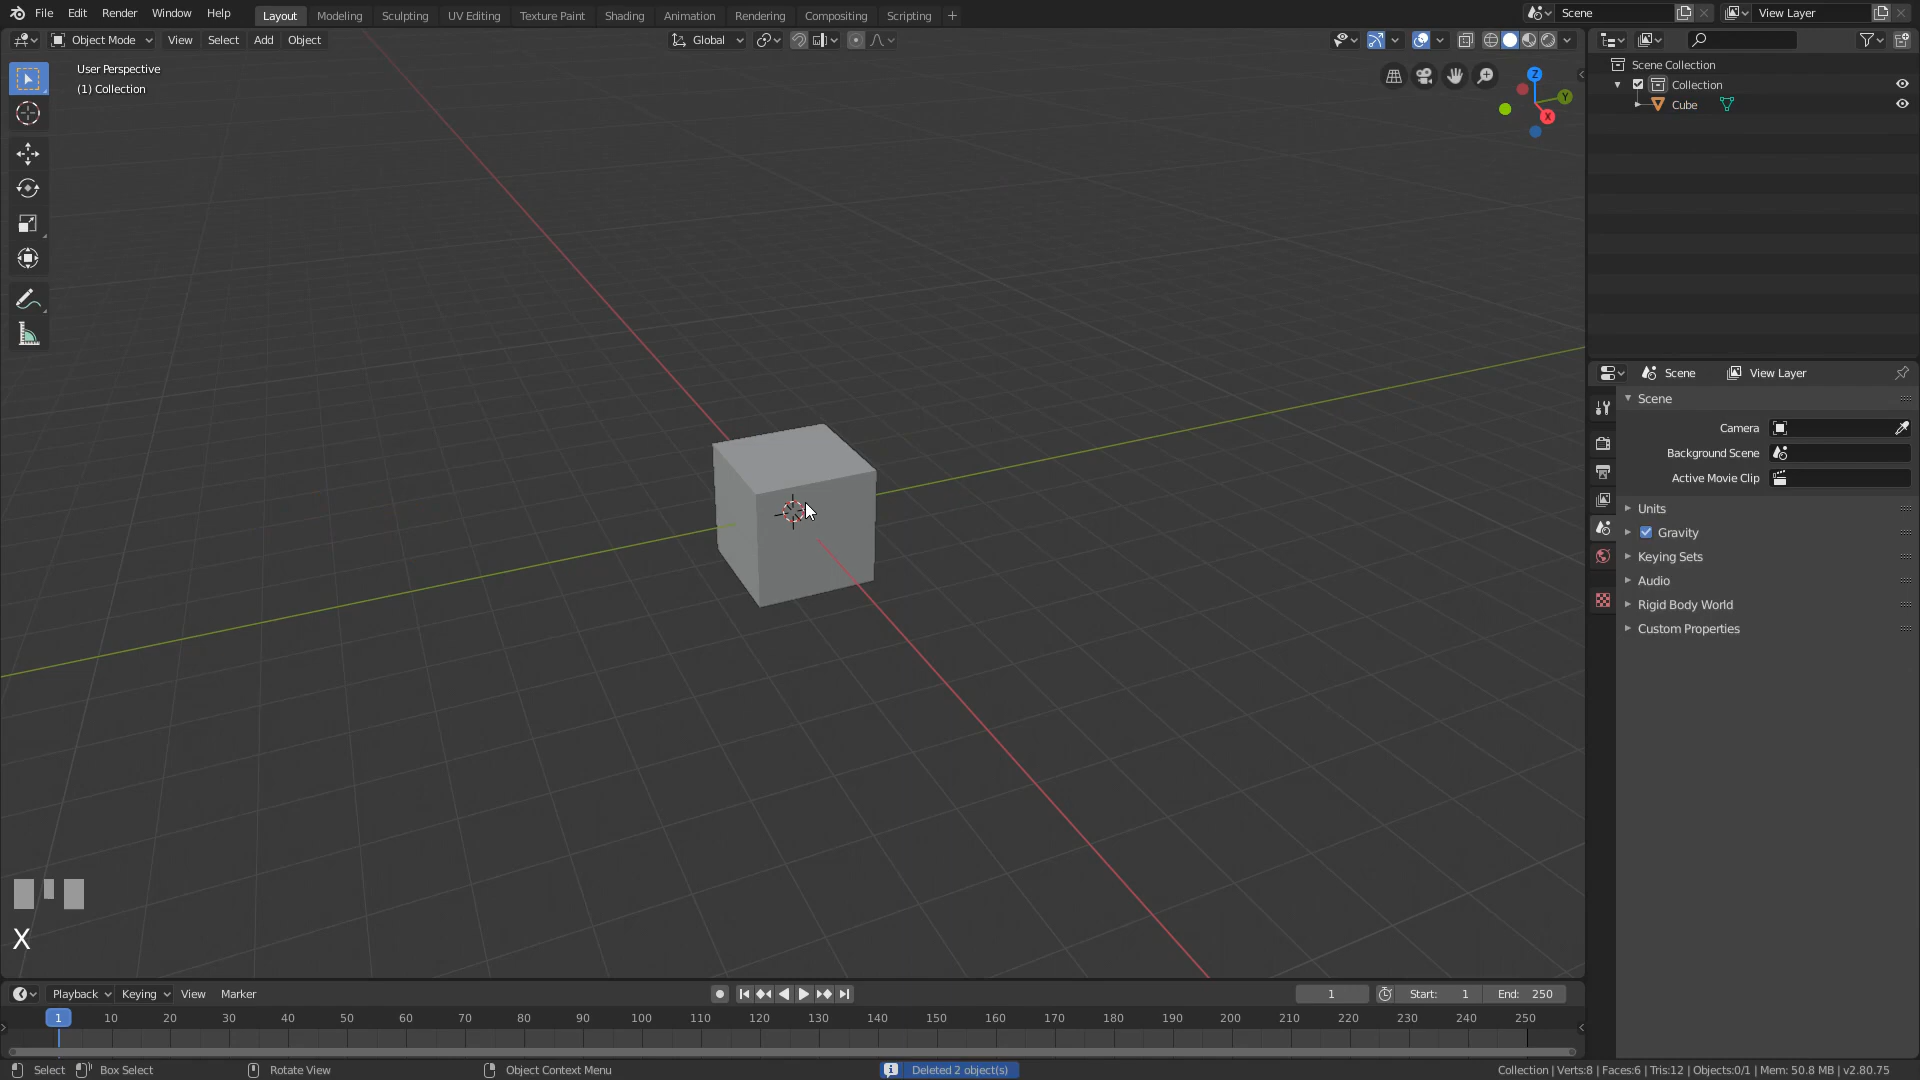 File Edit Render Window Help Layout Modeling Sculpting UV Editing Texture Paint Shading Animation Rendering Compositing Scripting + Scene View Layer
Object Mode View Select Add Object Global
User Perspective
(1) Collection
Z
Y
X
Scene Collection
Collection
Cube
Scene View Layer
Scene
Camera
Background Scene
Active Movie Clip
Units
Gravity
Keying Sets
Audio
Rigid Body World
Custom Properties
X
Playback Keying View Marker 1 Start: 1 End: 250
1 10 20 30 40 50 60 70 80 90 100 110 120 130 140 150 160 170 180 190 200 210 220 230 240 250
Select Box Select Rotate View Object Context Menu Deleted 2 object(s) Collection | Verts:8 | Faces:6 | Tris:12 | Objects:0/1 | Mem: 50.8 MB | v2.80.75